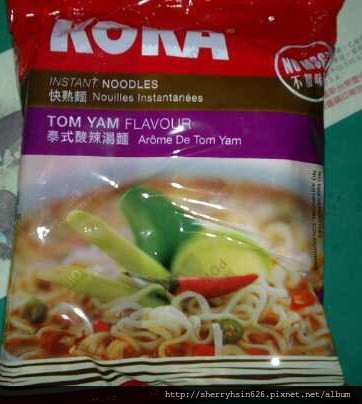 KOKA
NO MSG
不含味
INSTANT NOODLES
快熟麵 Nouilles Instantanées
TOM YAM FLAVOUR
泰式酸辣湯麵 Arôme De Tom Yam
http://sherryhsin626.pixnet.net/album